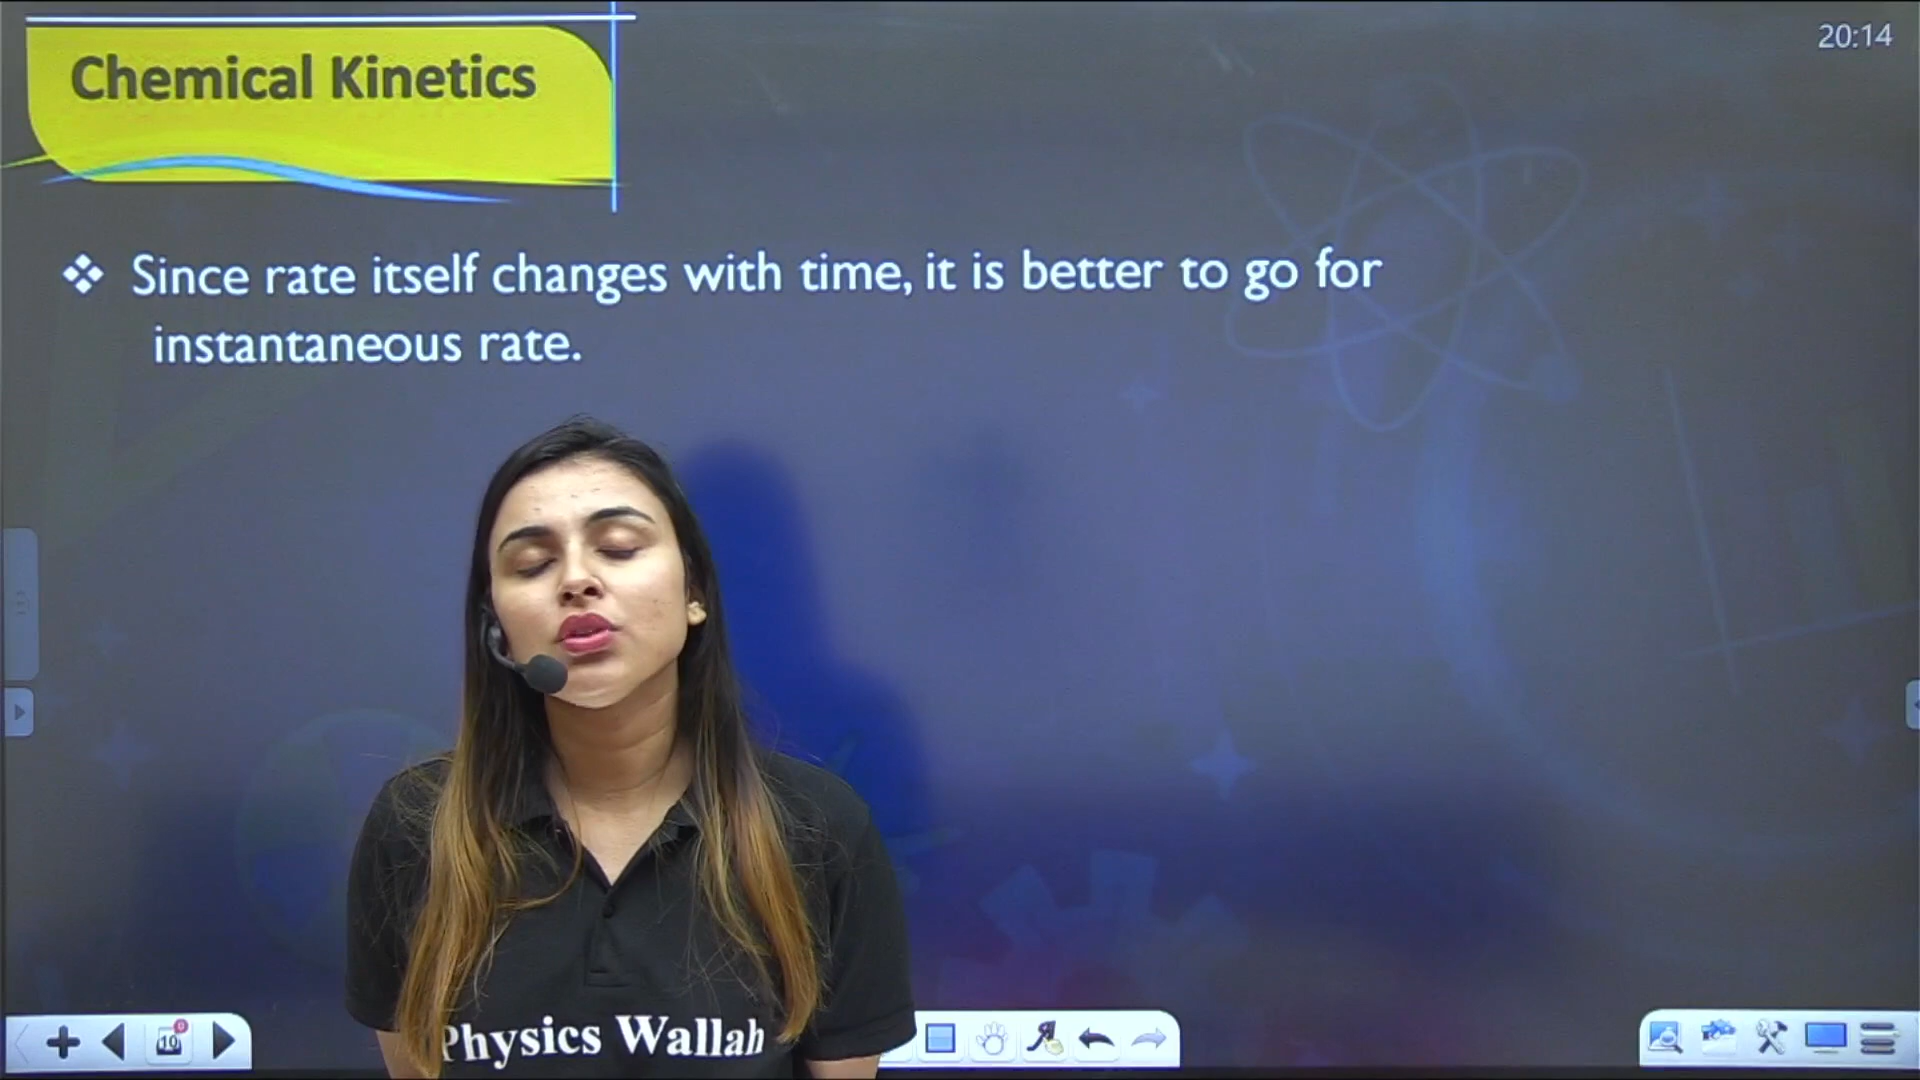 Chemical Kinetics
20:14
❖ Since rate itself changes with time, it is better to go for
instantaneous rate.
Physics Wallah
10
0